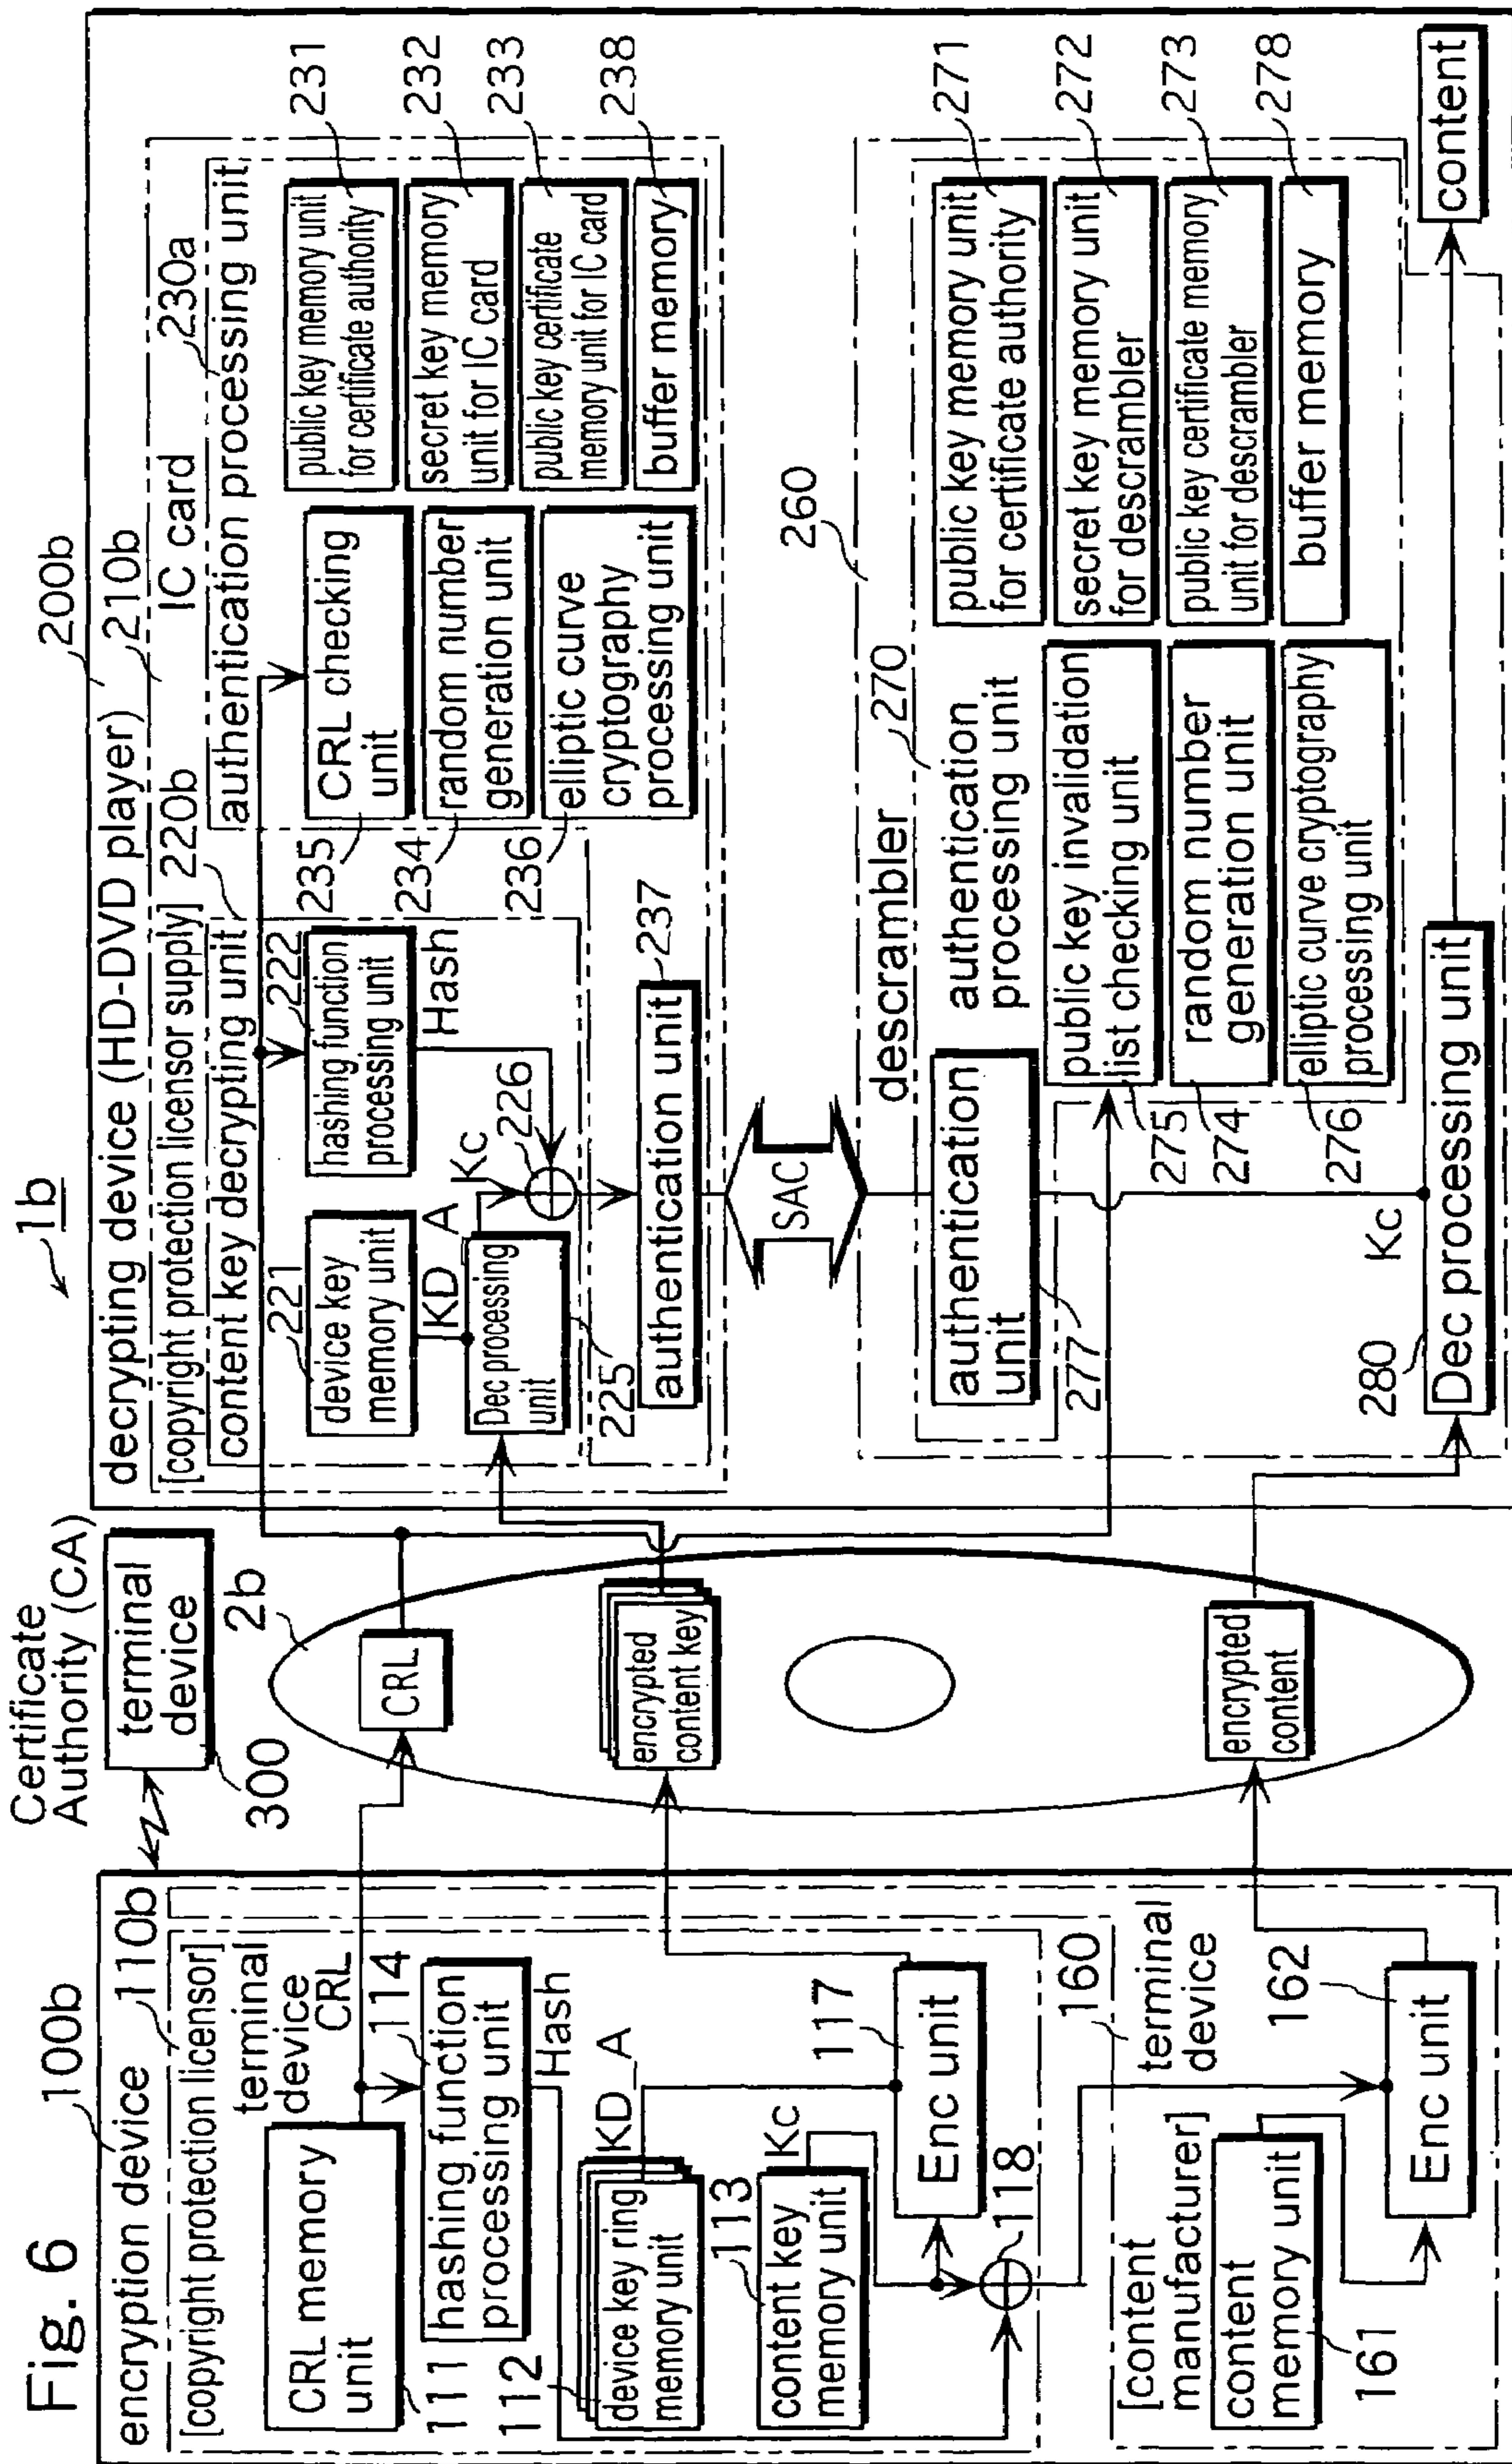 Fig. 6
1b
100b
encryption device
110b
[copyright protection licensor]
terminal
device
CRL
CRL memory
unit
111
114
hashing function
processing unit
Hash
112
device key ring
memory unit
KD_A
113
content key
memory unit
Kc
117
Enc unit
118
160
terminal
device
[content
manufacturer]
content
memory unit
161
162
Enc unit
Certificate
Authority (CA)
terminal
device
300
2b
CRL
encrypted
content key
encrypted
content
200b
decrypting device (HD-DVD player)
210b
[copyright protection licensor supply]
IC card
220b
content key decrypting unit
221
device key
memory unit
222
hashing function
processing unit
Hash
KD_A
Dec processing
unit
225
Kc
226
230a
authentication processing unit
235
CRL checking
unit
234
random number
generation unit
236
elliptic curve
cryptography
processing unit
231
public key memory unit
for certificate authority
232
secret key memory
unit for IC card
233
public key certificate
memory unit for IC card
238
buffer memory
237
authentication unit
SAC
260
descrambler
270
authentication
processing unit
authentication
unit
277
275
public key invalidation
list checking unit
274
random number
generation unit
276
elliptic curve cryptography
processing unit
271
public key memory unit
for certificate authority
272
secret key memory unit
for descrambler
273
public key certificate memory
unit for descrambler
278
buffer memory
Kc
280
Dec processing unit
content